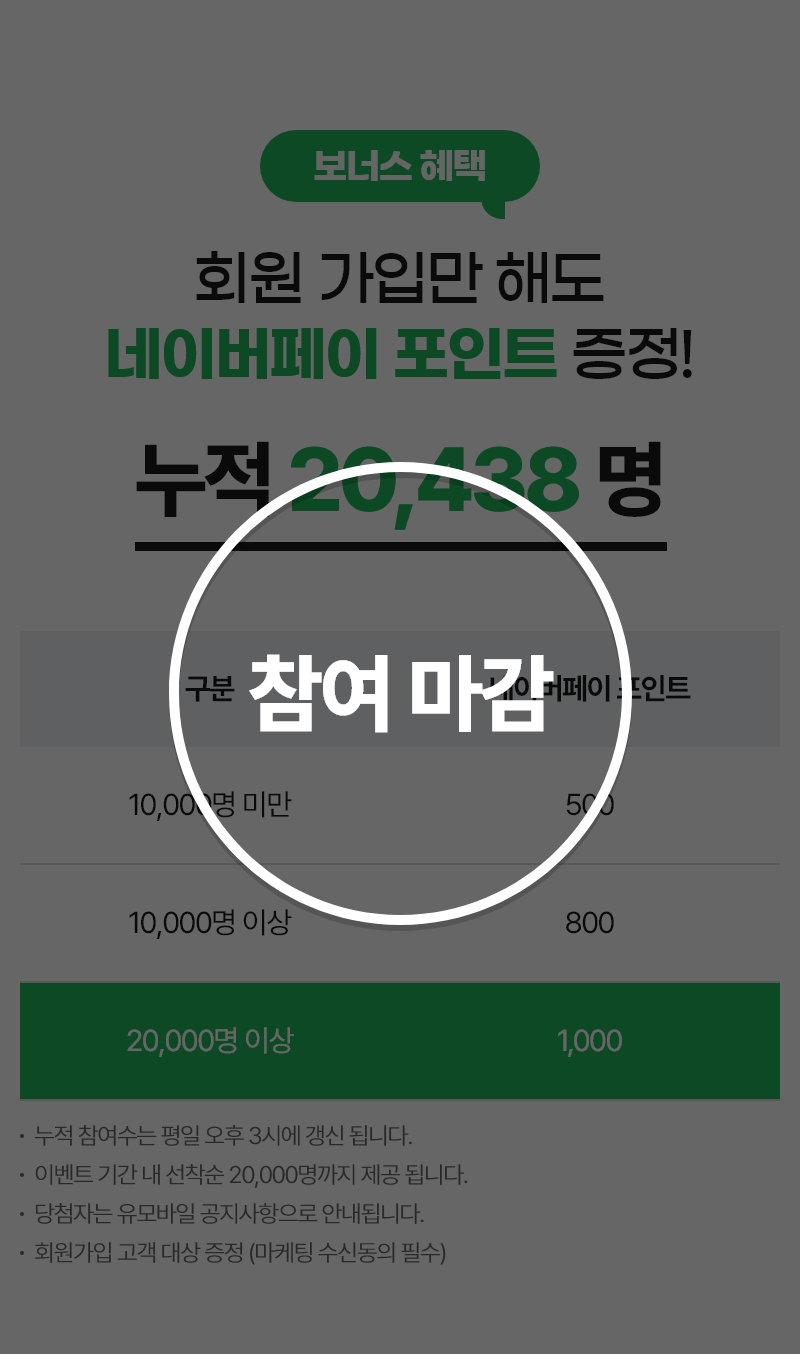 보너스 혜택
회원 가입만 해도
네이버페이 포인트 증정!
누적 20,438 명
참여 마감
구분 네이버페이 포인트
10,000명 미만 500
10,000명 이상 800
20,000명 이상 1,000
• 누적 참여수는 평일 오후 3시에 갱신 됩니다.
• 이벤트 기간 내 선착순 20,000명까지 제공 됩니다.
• 당첨자는 유모바일 공지사항으로 안내됩니다.
• 회원가입 고객 대상 증정 (마케팅 수신동의 필수)